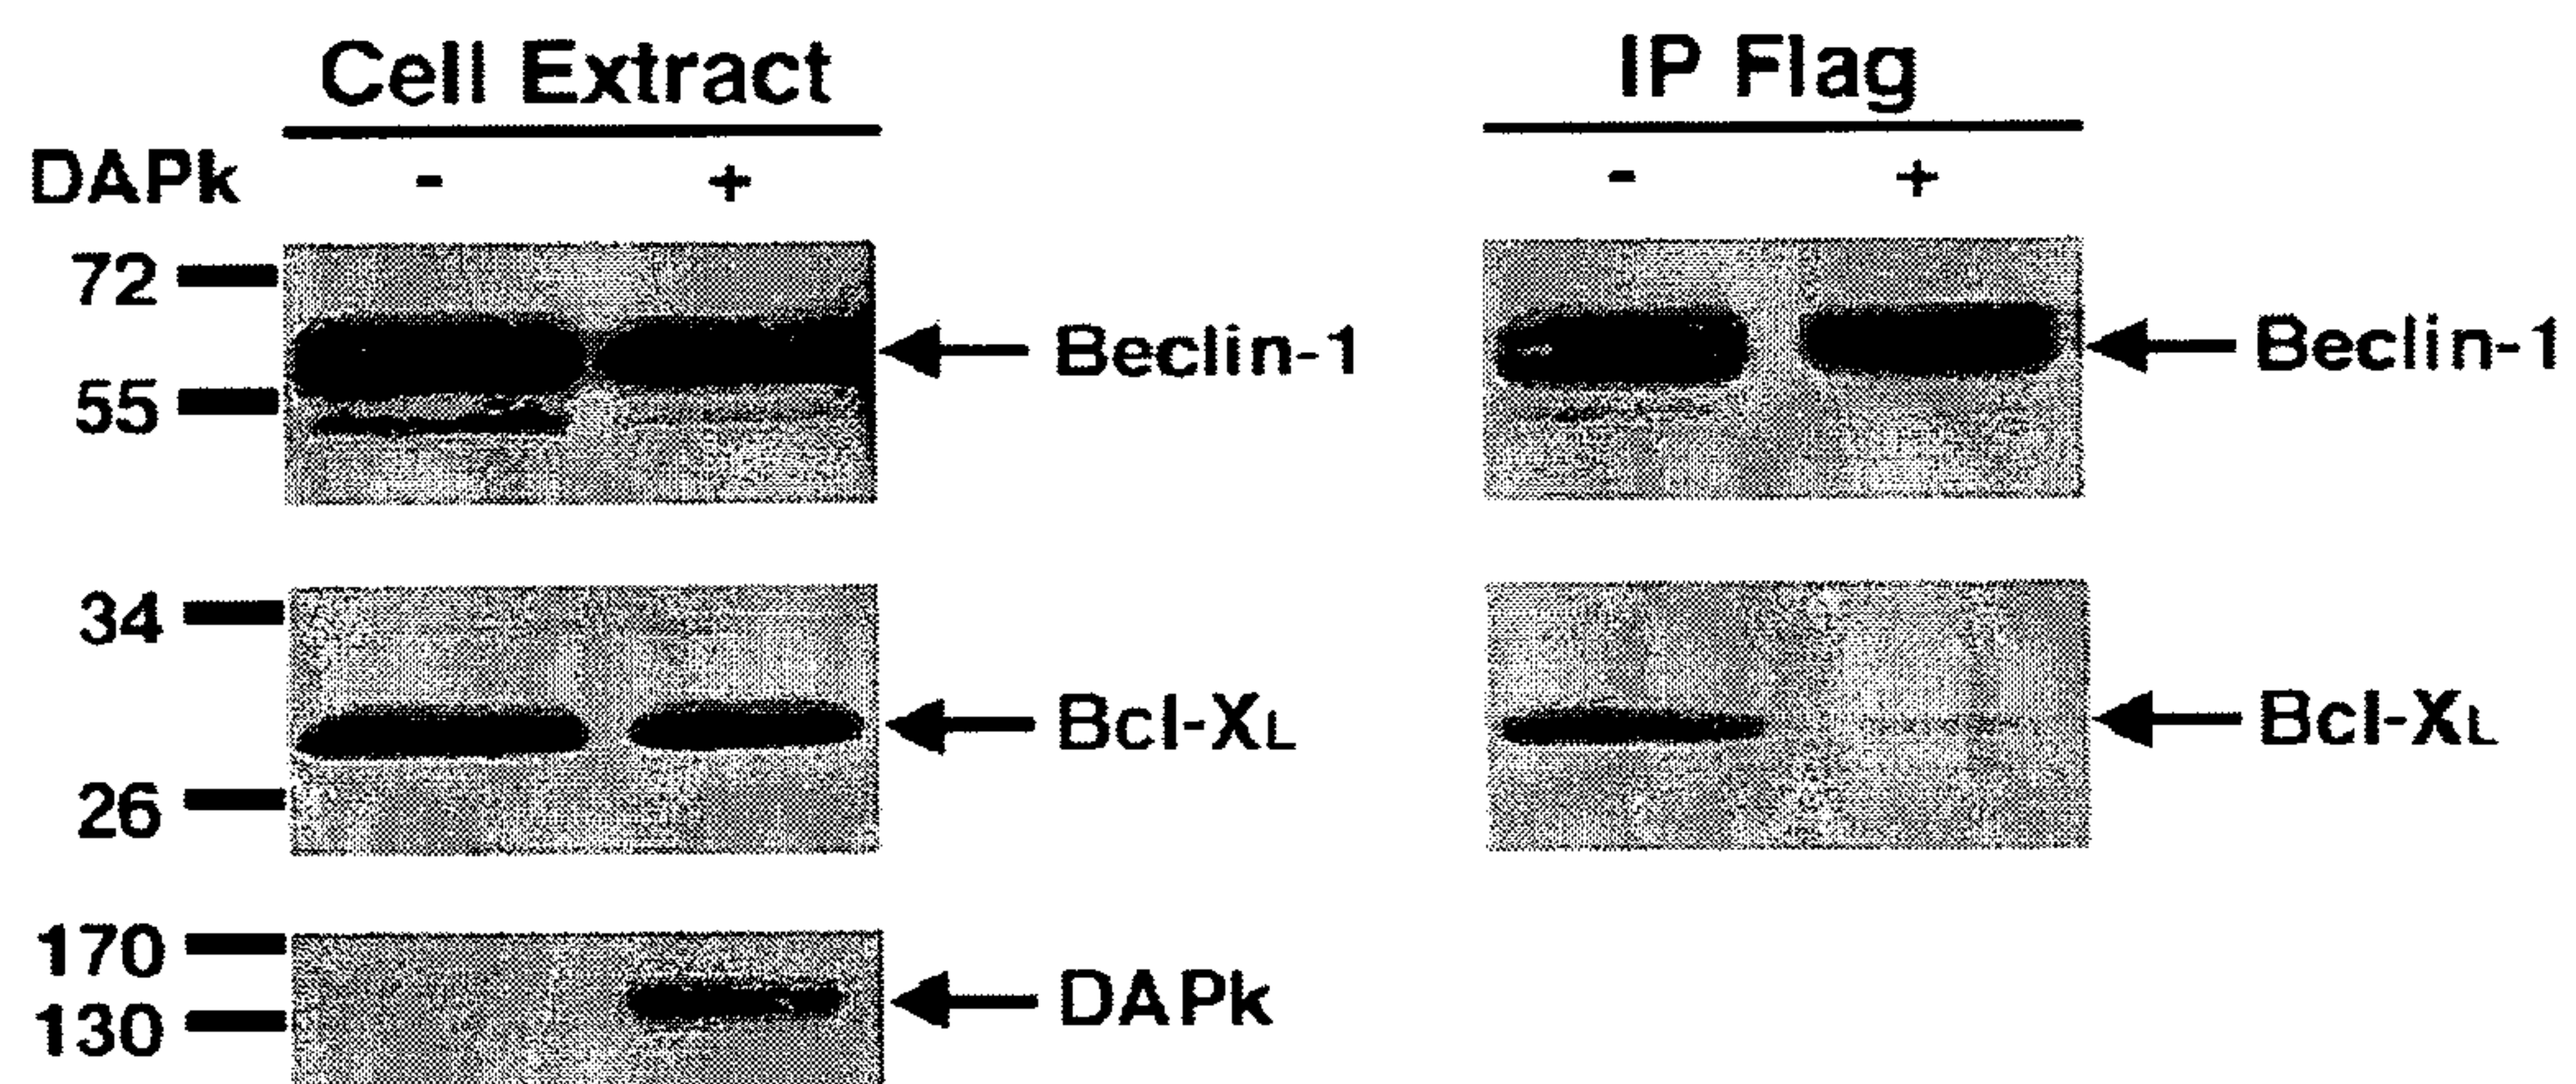 Cell Extract IP Flag
DAPk - + - +
72
Beclin-1 Beclin-1
55
34
Bcl-XL Bcl-XL
26
170
DAPk
130